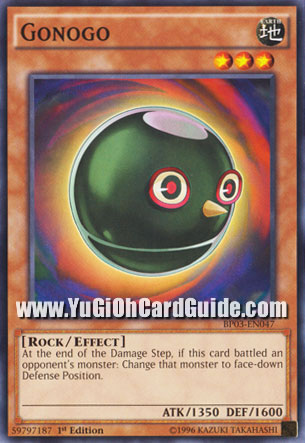 GONOGO
EARTH
地
www.YuGiOhCardGuide.com
BP03-EN047
[ROCK/EFFECT]
At the end of the Damage Step, if this card battled an
opponent's monster: Change that monster to face-down
Defense Position.
ATK/1350 DEF/1600
59797187 1st Edition ©1996 KAZUKI TAKAHASHI